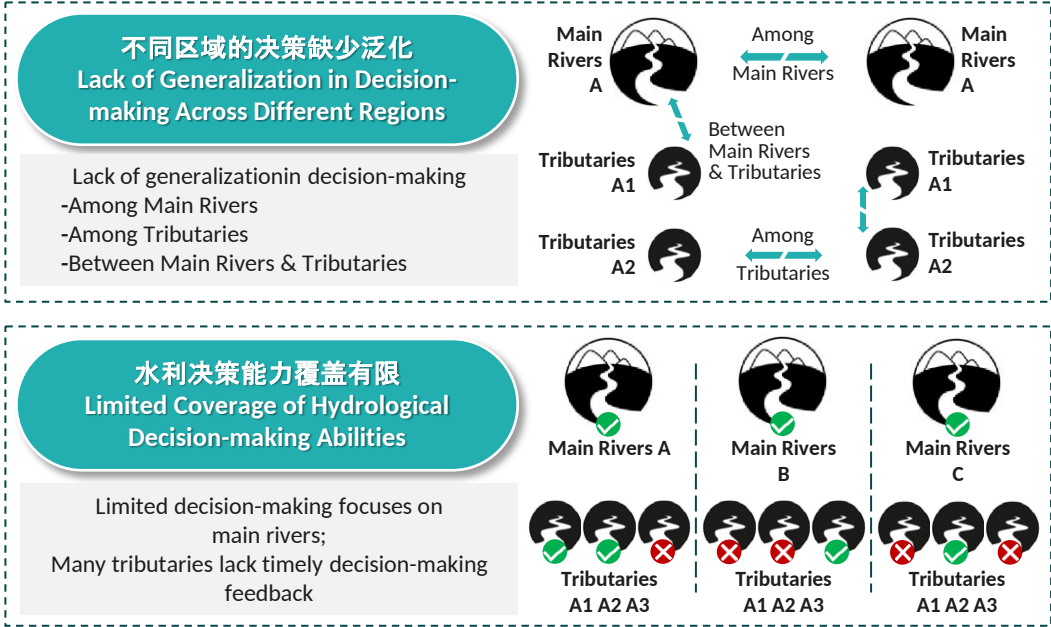 不同区域的决策缺少泛化
Lack of Generalization in Decision-
making Across Different Regions
Lack of generalizationin decision-making
-Among Main Rivers
-Among Tributaries
-Between Main Rivers & Tributaries
Main
Rivers
A
Among
Main Rivers
Main
Rivers
A
Between
Main Rivers
& Tributaries
Tributaries
A1
Tributaries
A1
Tributaries
A2
Among
Tributaries
Tributaries
A2
水利决策能力覆盖有限
Limited Coverage of Hydrological
Decision-making Abilities
Limited decision-making focuses on
main rivers;
Many tributaries lack timely decision-making
feedback
Main Rivers A
Main Rivers
B
Main Rivers
C
Tributaries
A1 A2 A3
Tributaries
A1 A2 A3
Tributaries
A1 A2 A3